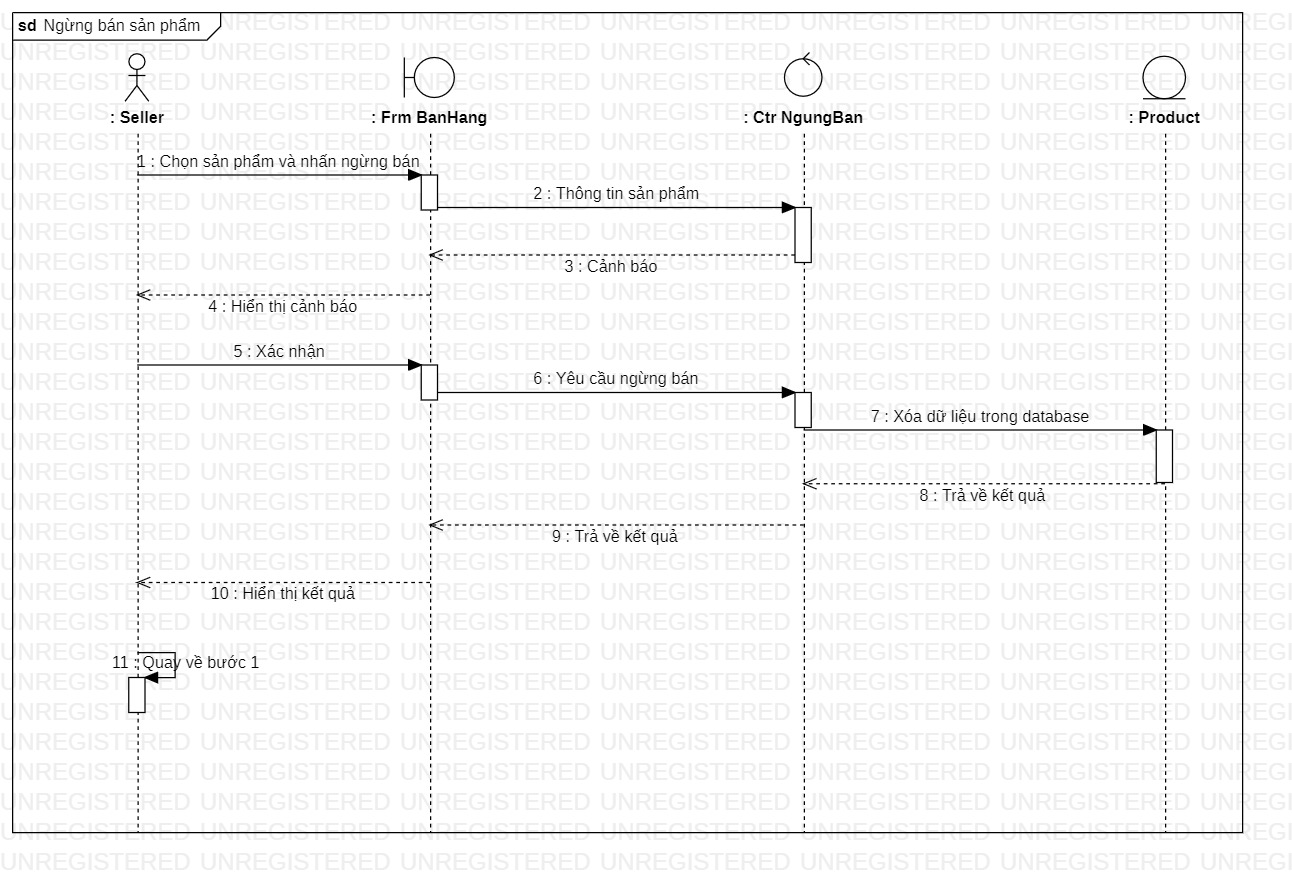 sd Ngừng bán sản phẩm
: Seller
: Frm BanHang
: Ctr NgungBan
: Product
1 : Chọn sản phẩm và nhấn ngừng bán
2 : Thông tin sản phẩm
3 : Cảnh báo
4 : Hiển thị cảnh báo
5 : Xác nhận
6 : Yêu cầu ngừng bán
7 : Xóa dữ liệu trong database
8 : Trả về kết quả
9 : Trả về kết quả
10 : Hiển thị kết quả
11 : Quay về bước 1
UNREGISTERED